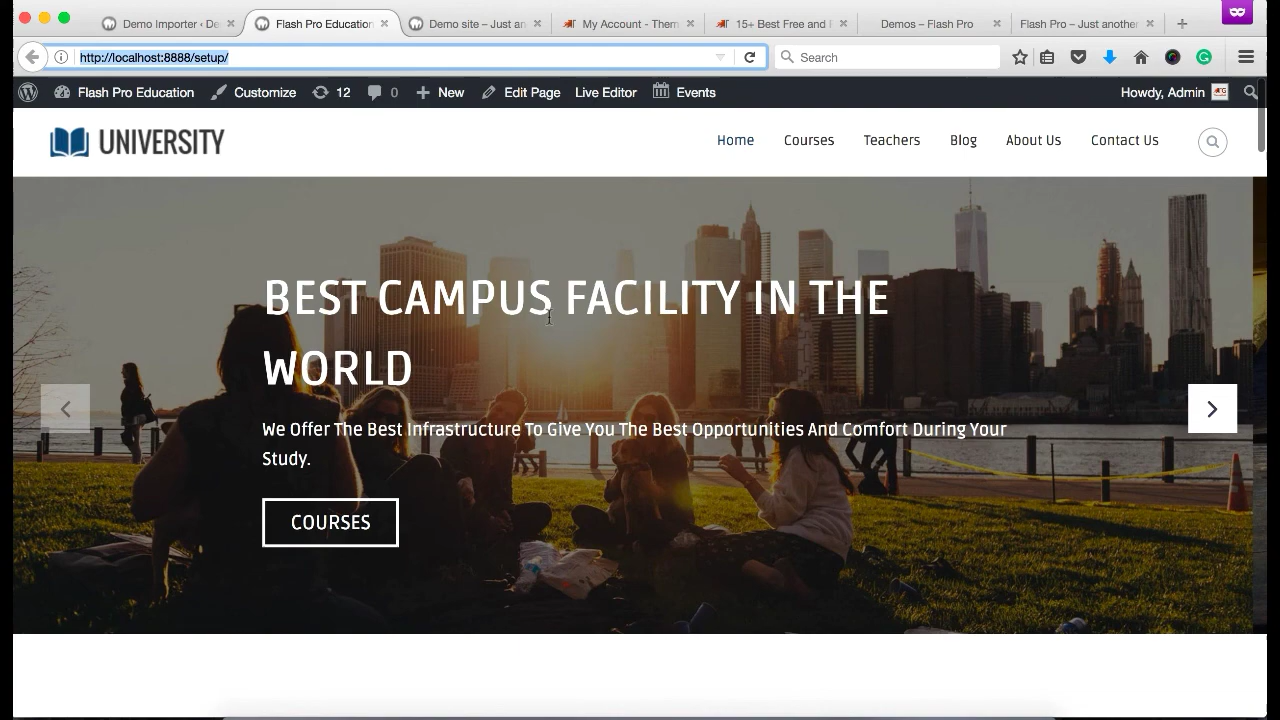 Demo Importer ‹ De
Flash Pro Education
Demo site – Just an
My Account - Them
15+ Best Free and
Demos – Flash Pro
Flash Pro – Just another
http://localhost:8888/setup/
Search
Flash Pro Education
Customize
12
0
New
Edit Page
Live Editor
Events
Howdy, Admin
UNIVERSITY
Home
Courses
Teachers
Blog
About Us
Contact Us
BEST CAMPUS FACILITY IN THE
WORLD
We Offer The Best Infrastructure To Give You The Best Opportunities And Comfort During Your
Study.
COURSES